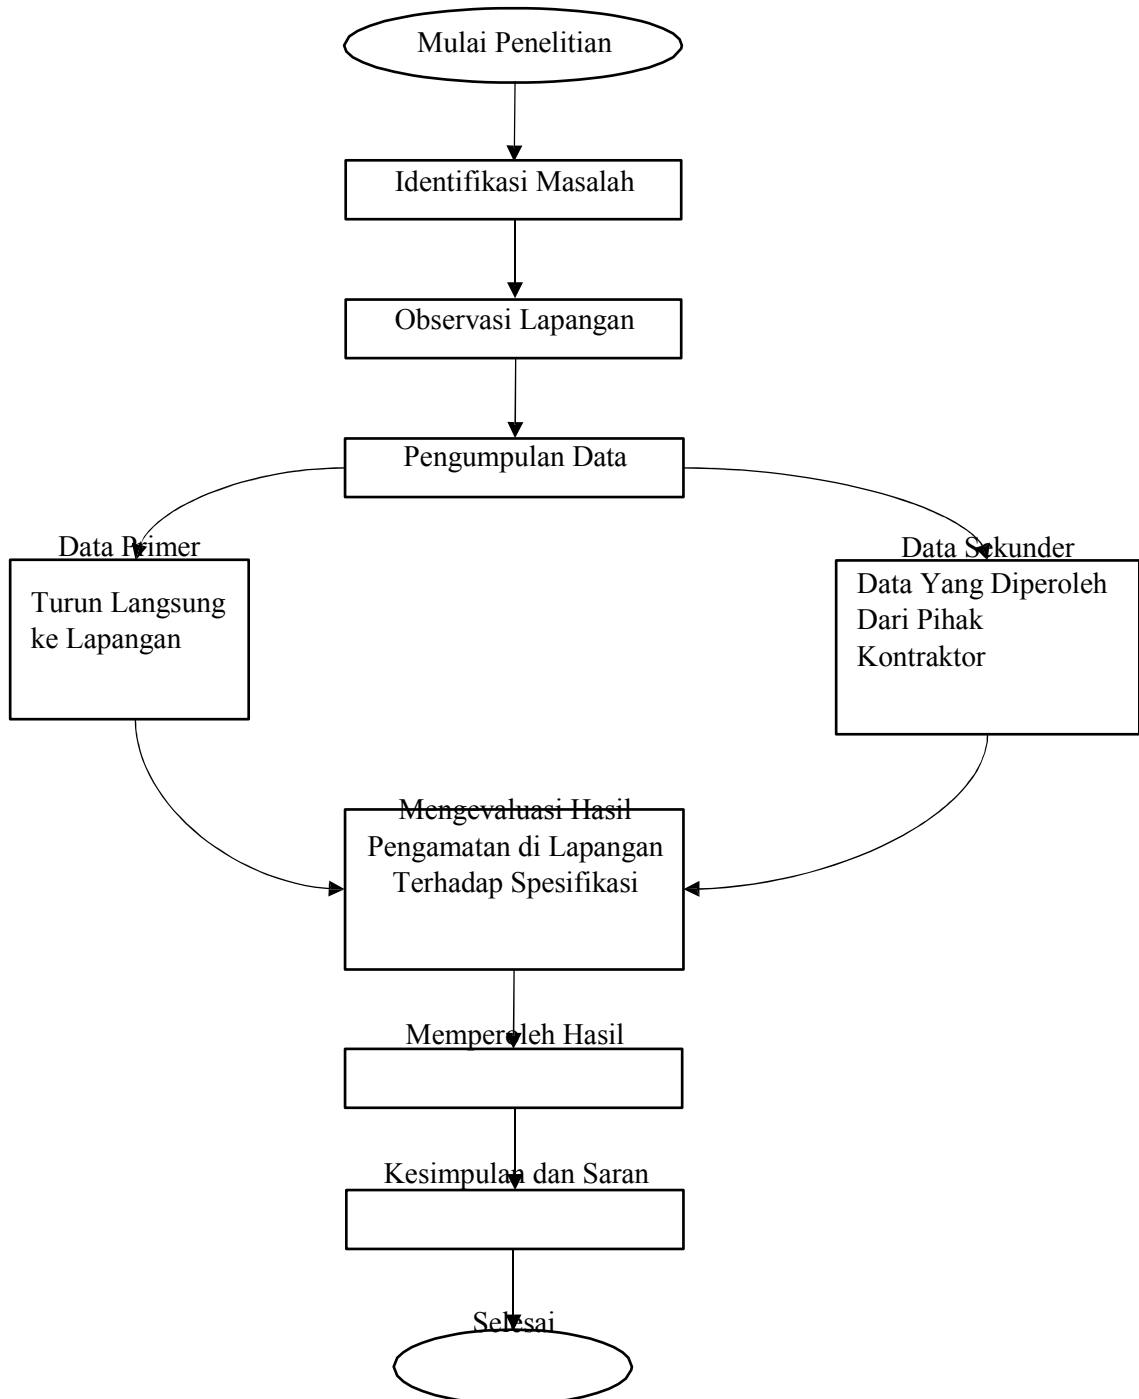 Mulai Penelitian
Identifikasi Masalah
Observasi Lapangan
Pengumpulan Data
Data Primer
Turun Langsung
ke Lapangan
Data Sekunder
Data Yang Diperoleh
Dari Pihak
Kontraktor
Mengevaluasi Hasil
Pengamatan di Lapangan
Terhadap Spesifikasi
Memperoleh Hasil
Kesimpulan dan Saran
Selesai